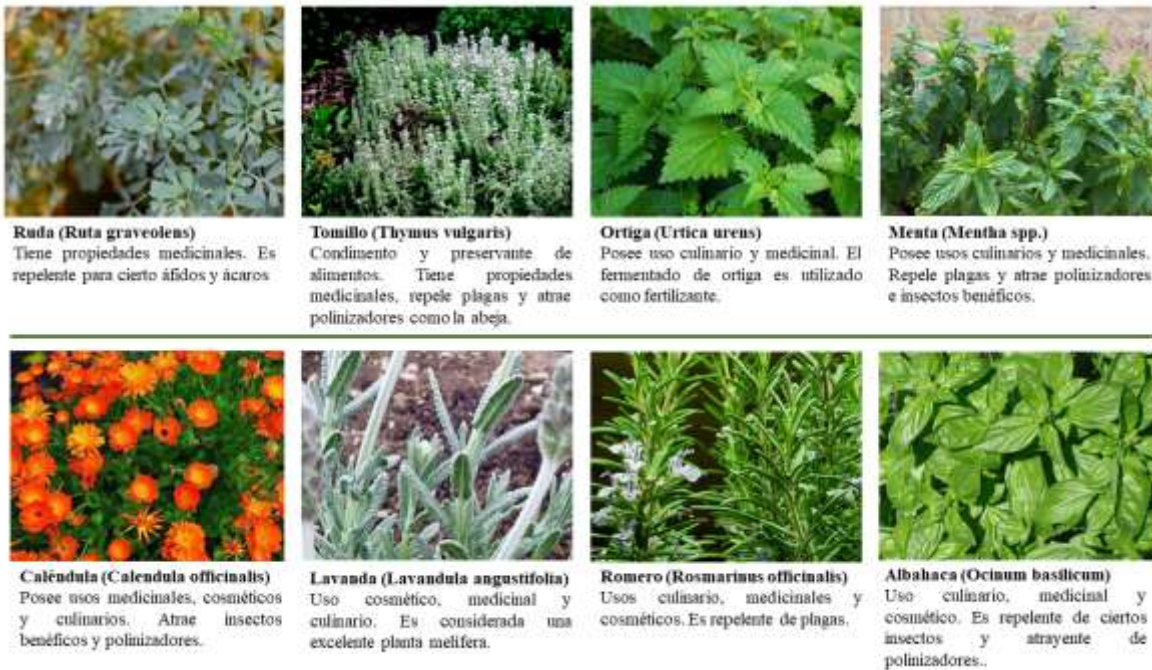 Ruda (Ruta graveolens)
Tiene propiedades medicinales. Es
repelente para cierto áfidos y ácaros
Tomillo (Thymus vulgaris)
Condimento y preservante de
alimentos. Tiene propiedades
medicinales, repele plagas y atrae
polinizadores como la abeja.
Ortiga (Urtica urens)
Posee uso culinario y medicinal. El
fermentado de ortiga es utilizado
como fertilizante.
Menta (Mentha spp.)
Posee usos culinarios y medicinales.
Repele plagas y atrae polinizadores
e insectos benéficos.
Caléndula (Calendula officinalis)
Posee usos medicinales, cosméticos
y culinarios. Atrae insectos
benéficos y polinizadores.
Lavanda (Lavandula angustifolia)
Uso cosmético, medicinal y
culinario. Es considerada una
excelente planta melífera.
Romero (Rosmarinus officinalis)
Usos culinario, medicinales y
cosméticos. Es repelente de plagas.
Albahaca (Ocinum basilicum)
Uso culinario, medicinal y
cosmético. Es repelente de ciertos
insectos y atrayente de
polinizadores..